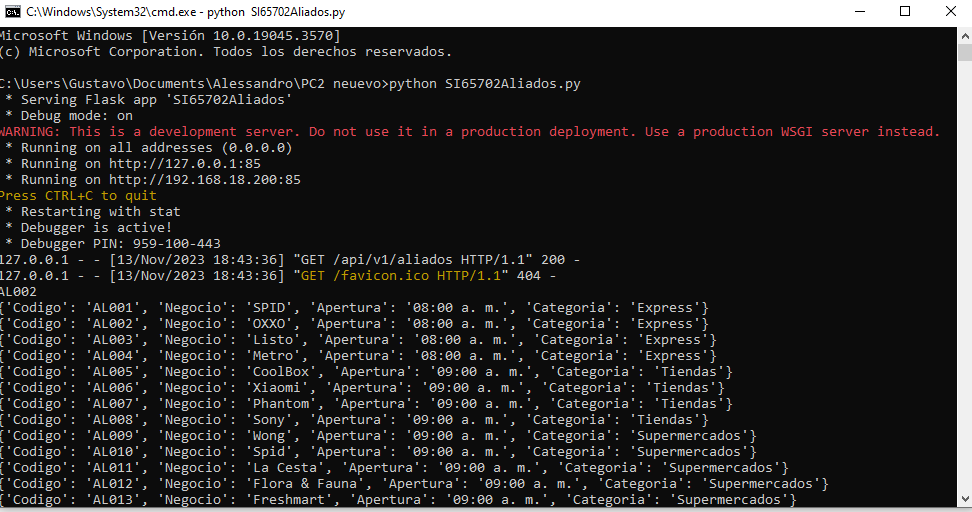 C:\Windows\System32\cmd.exe - python SI65702Aliados.py
Microsoft Windows [Versión 10.0.19045.3570]
(c) Microsoft Corporation. Todos los derechos reservados.
C:\Users\Gustavo\Documents\Alessandro\PC2 neuevo>python SI65702Aliados.py
* Serving Flask app 'SI65702Aliados'
* Debug mode: on
WARNING: This is a development server. Do not use it in a production deployment. Use a production WSGI server instead.
* Running on all addresses (0.0.0.0)
* Running on http://127.0.0.1:85
* Running on http://192.168.18.200:85
Press CTRL+C to quit
* Restarting with stat
* Debugger is active!
* Debugger PIN: 959-100-443
127.0.0.1 - - [13/Nov/2023 18:43:36] "GET /api/v1/aliados HTTP/1.1" 200 -
127.0.0.1 - - [13/Nov/2023 18:43:36] "GET /favicon.ico HTTP/1.1" 404 -
AL002
{'Codigo': 'AL001', 'Negocio': 'SPID', 'Apertura': '08:00 a. m.', 'Categoria': 'Express'}
{'Codigo': 'AL002', 'Negocio': 'OXXO', 'Apertura': '08:00 a. m.', 'Categoria': 'Express'}
{'Codigo': 'AL003', 'Negocio': 'Listo', 'Apertura': '08:00 a. m.', 'Categoria': 'Express'}
{'Codigo': 'AL004', 'Negocio': 'Metro', 'Apertura': '08:00 a. m.', 'Categoria': 'Express'}
{'Codigo': 'AL005', 'Negocio': 'CoolBox', 'Apertura': '09:00 a. m.', 'Categoria': 'Tiendas'}
{'Codigo': 'AL006', 'Negocio': 'Xiaomi', 'Apertura': '09:00 a. m.', 'Categoria': 'Tiendas'}
{'Codigo': 'AL007', 'Negocio': 'Phantom', 'Apertura': '09:00 a. m.', 'Categoria': 'Tiendas'}
{'Codigo': 'AL008', 'Negocio': 'Sony', 'Apertura': '09:00 a. m.', 'Categoria': 'Tiendas'}
{'Codigo': 'AL009', 'Negocio': 'Wong', 'Apertura': '09:00 a. m.', 'Categoria': 'Supermercados'}
{'Codigo': 'AL010', 'Negocio': 'Spid', 'Apertura': '09:00 a. m.', 'Categoria': 'Supermercados'}
{'Codigo': 'AL011', 'Negocio': 'La Cesta', 'Apertura': '09:00 a. m.', 'Categoria': 'Supermercados'}
{'Codigo': 'AL012', 'Negocio': 'Flora & Fauna', 'Apertura': '09:00 a. m.', 'Categoria': 'Supermercados'}
{'Codigo': 'AL013', 'Negocio': 'Freshmart', 'Apertura': '09:00 a. m.', 'Categoria': 'Supermercados'}